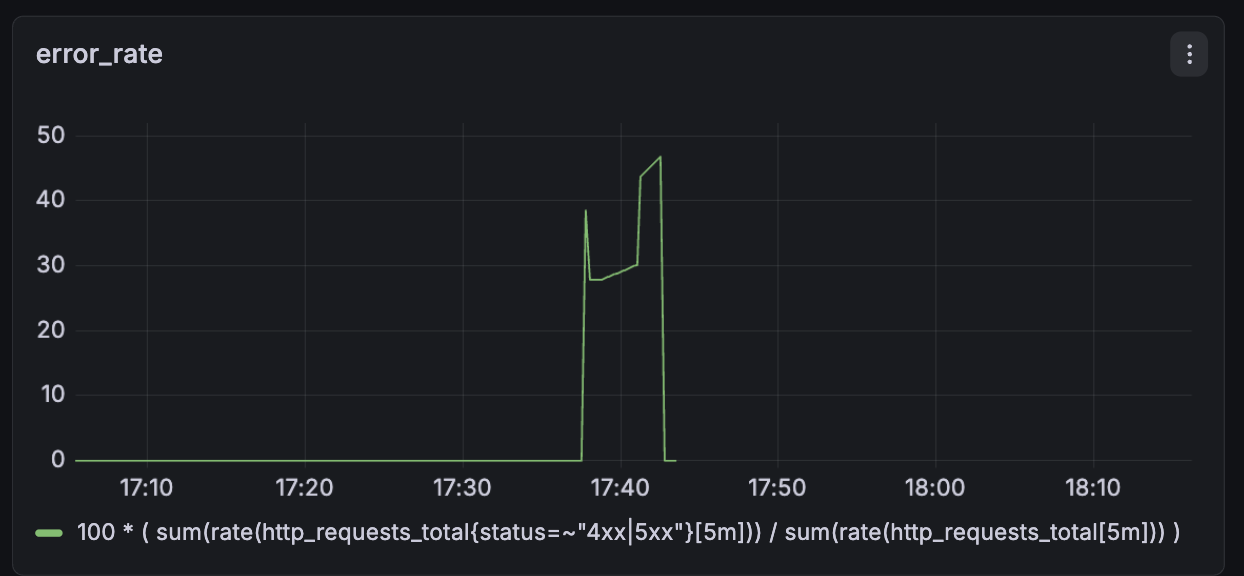 error_rate
50
40
30
20
10
0
17:10 17:20 17:30 17:40 17:50 18:00 18:10
100 * ( sum(rate(http_requests_total{status=~"4xx|5xx"}[5m])) / sum(rate(http_requests_total[5m])) )